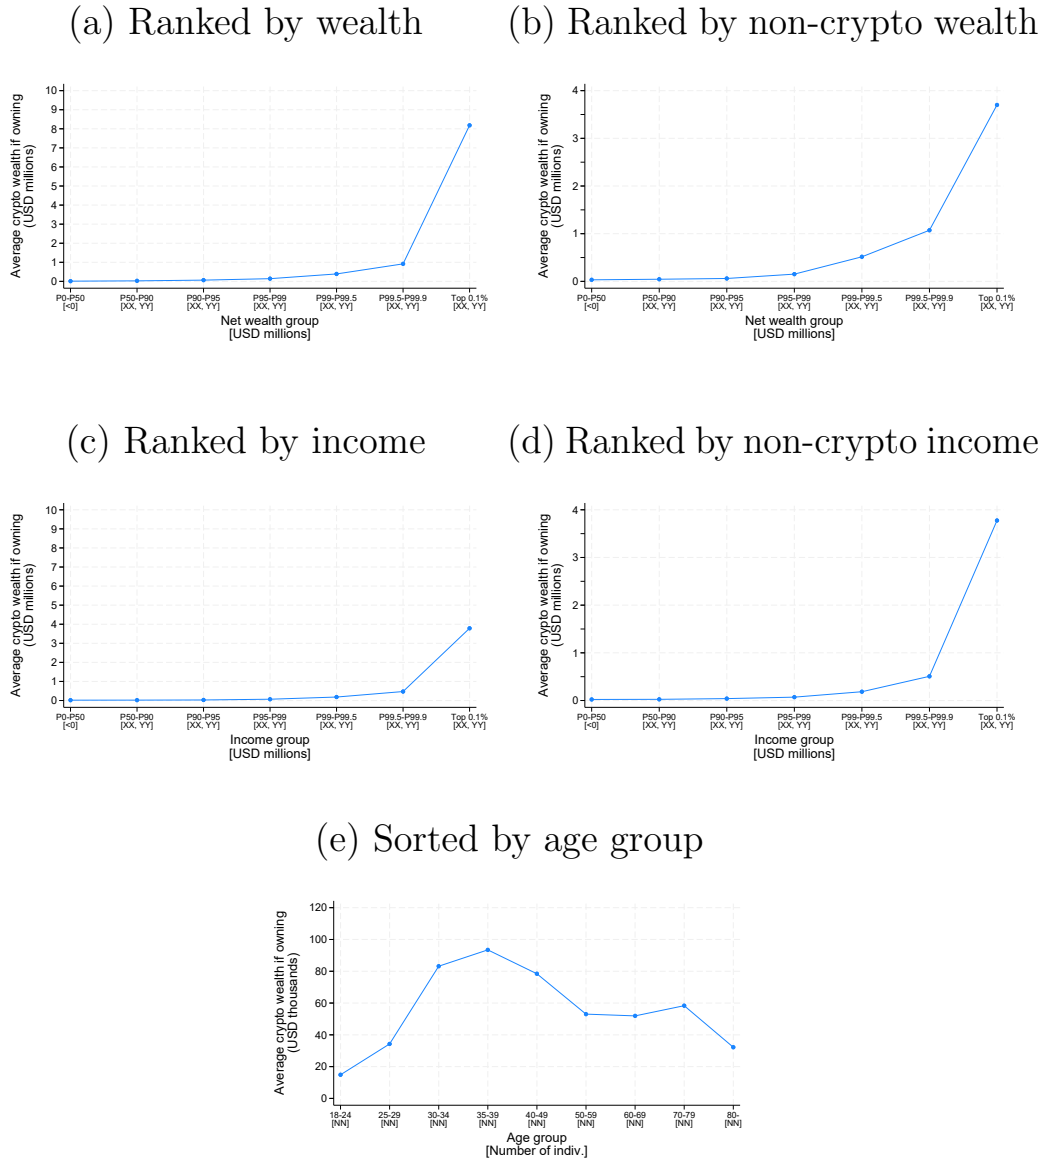 (a) Ranked by wealth
Average crypto wealth if owning
(USD millions)
10
9
8
7
6
5
4
3
2
1
0
P0-P50 P50-P90 P90-P95 P95-P99 P99-P99.5 P99.5-P99.9 Top 0.1%
[<0] [XX, YY] [XX, YY] [XX, YY] [XX, YY] [XX, YY] [XX, YY]
Net wealth group
[USD millions]
(b) Ranked by non-crypto wealth
Average crypto wealth if owning
(USD millions)
4
3
2
1
0
P0-P50 P50-P90 P90-P95 P95-P99 P99-P99.5 P99.5-P99.9 Top 0.1%
[<0] [XX, YY] [XX, YY] [XX, YY] [XX, YY] [XX, YY] [XX, YY]
Net wealth group
[USD millions]
(c) Ranked by income
Average crypto wealth if owning
(USD millions)
10
9
8
7
6
5
4
3
2
1
0
P0-P50 P50-P90 P90-P95 P95-P99 P99-P99.5 P99.5-P99.9 Top 0.1%
[<0] [XX, YY] [XX, YY] [XX, YY] [XX, YY] [XX, YY] [XX, YY]
Income group
[USD millions]
(d) Ranked by non-crypto income
Average crypto wealth if owning
(USD millions)
4
3
2
1
0
P0-P50 P50-P90 P90-P95 P95-P99 P99-P99.5 P99.5-P99.9 Top 0.1%
[<0] [XX, YY] [XX, YY] [XX, YY] [XX, YY] [XX, YY] [XX, YY]
Income group
[USD millions]
(e) Sorted by age group
Average crypto wealth if owning
(USD thousands)
120
100
80
60
40
20
0
18-24 25-29 30-34 35-39 40-49 50-59 60-69 70-79 80-
[NN] [NN] [NN] [NN] [NN] [NN] [NN] [NN] [NN]
Age group
[Number of indiv.]